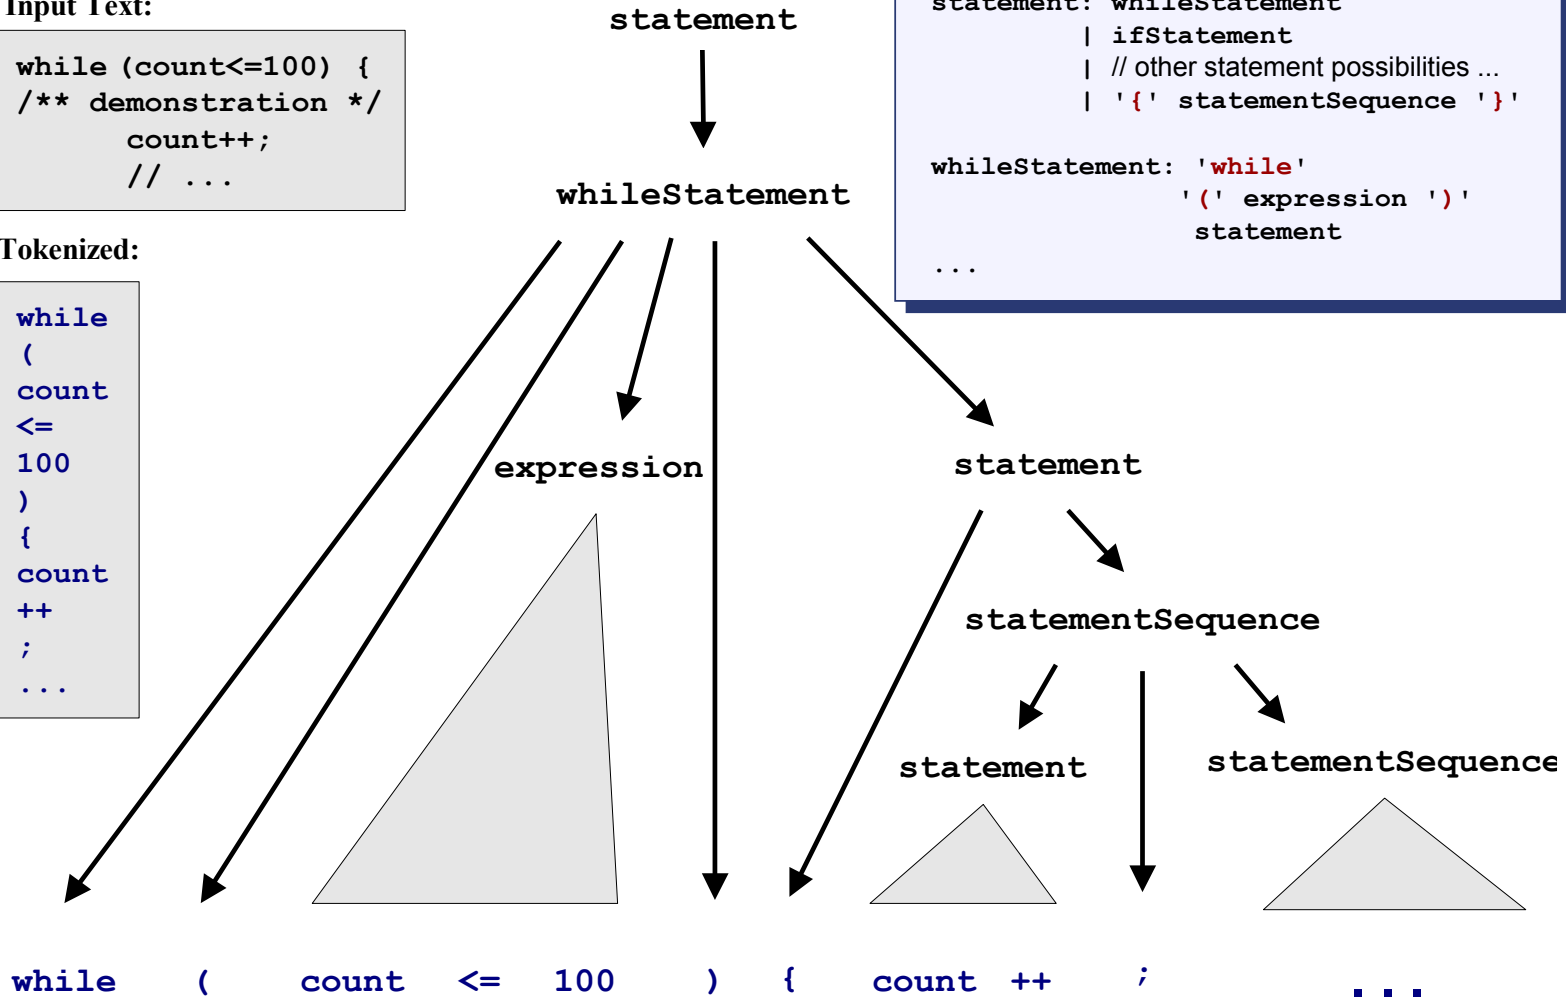 Input Text:
while (count<=100) {
/** demonstration */
count++;
// ...
Tokenized:
while
(
count
<=
100
)
{
count
++
;
...
statement
whileStatement
expression
statement
statementSequence
statement
statementSequence
while ( count <= 100 ) { count ++ ; ...
statement: whileStatement
| ifStatement
| // other statement possibilities ...
| '{' statementSequence '}'
whileStatement: 'while'
'(' expression ')'
statement
...